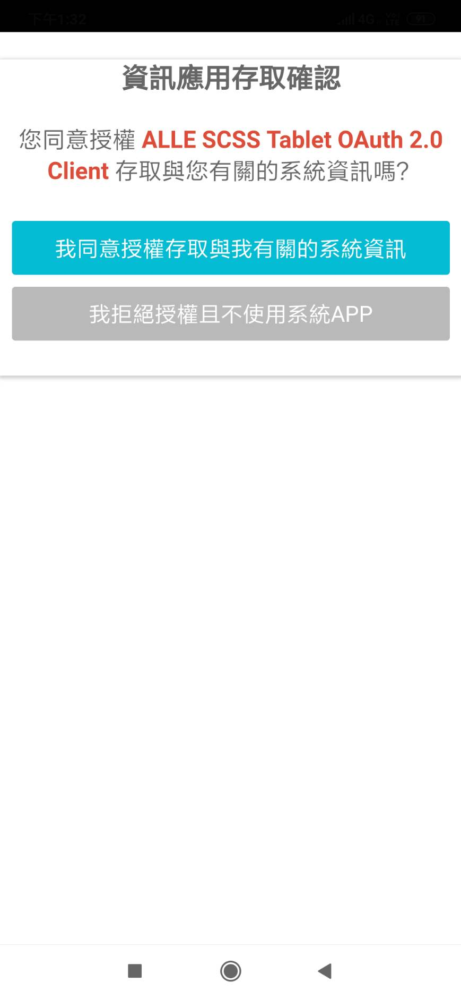 下午1:32 4G Vo) LTE 91
資訊應用存取確認
您同意授權 ALLE SCSS Tablet OAuth 2.0
Client 存取與您有關的系統資訊嗎?
我同意授權存取與我有關的系統資訊
我拒絕授權且不使用系統APP